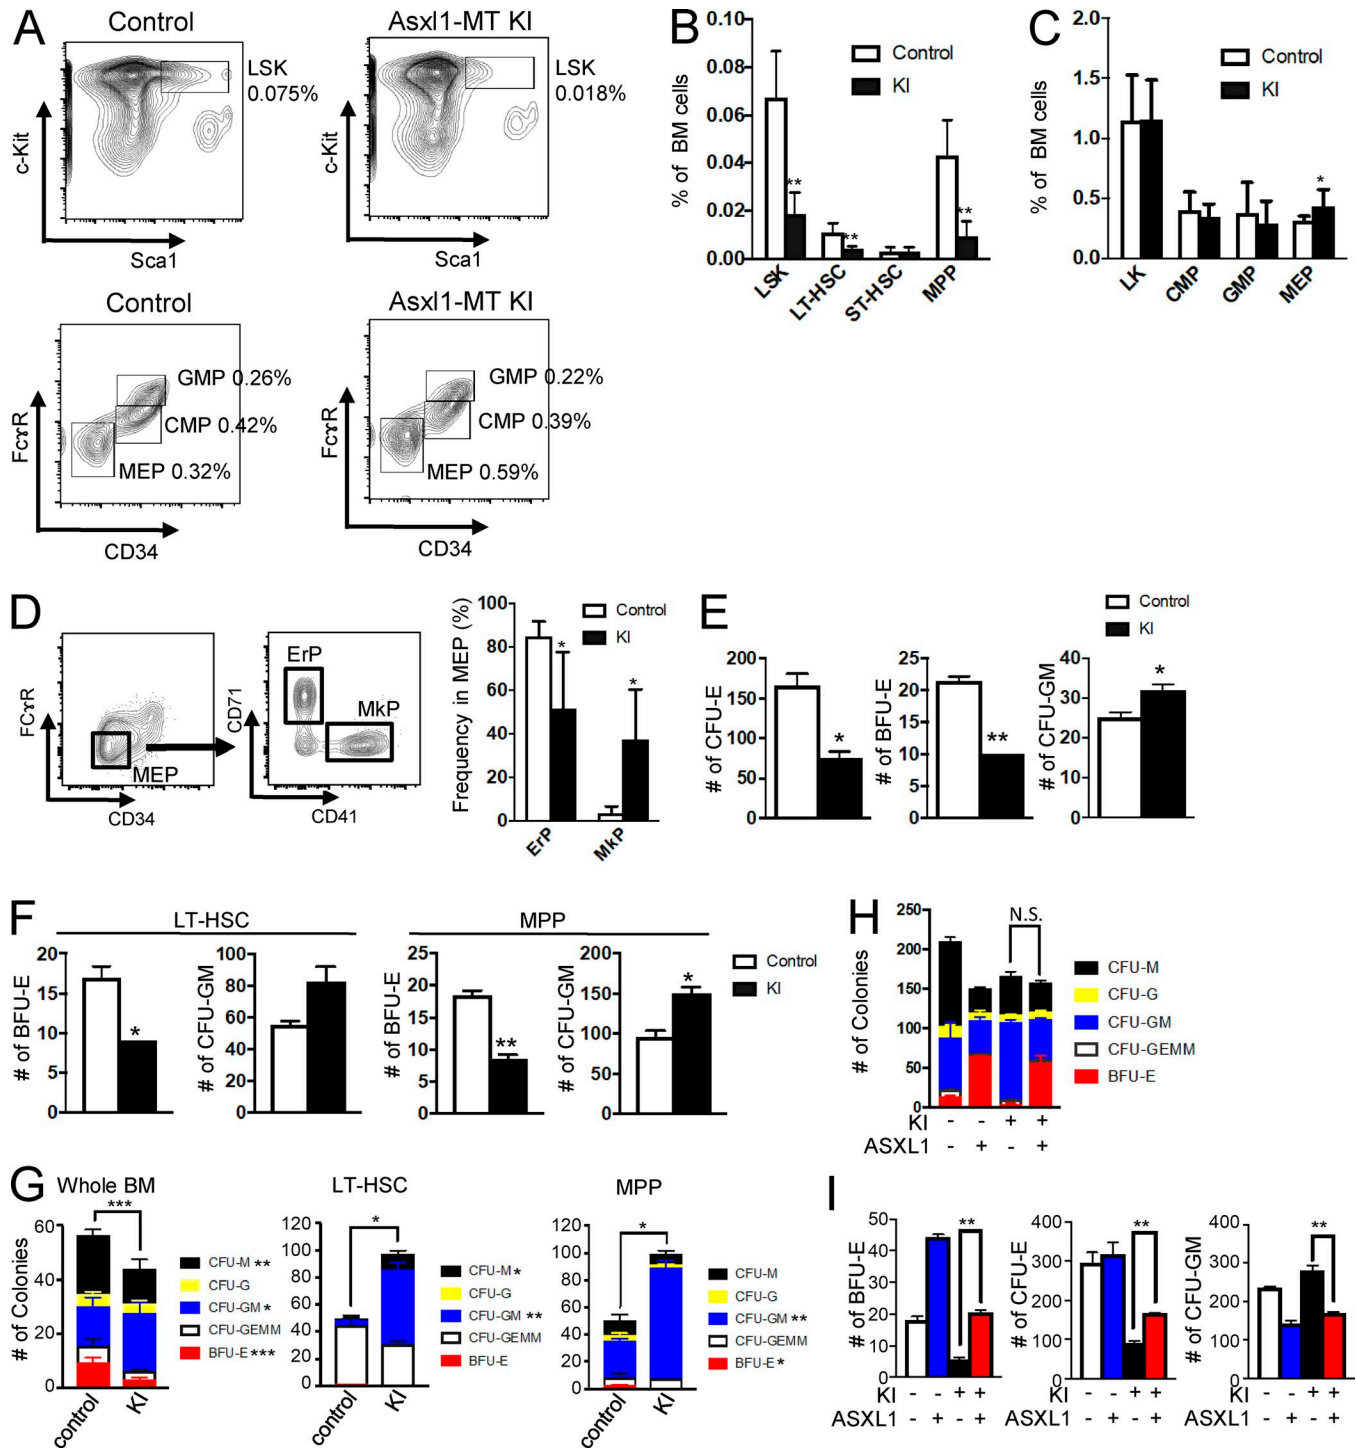 A
Control
Asxl1-MT KI
LSK
0.075%
LSK
0.018%
c-Kit
c-Kit
Sca1
Sca1
Control
Asxl1-MT KI
GMP 0.26%
CMP 0.42%
MEP 0.32%
GMP 0.22%
CMP 0.39%
MEP 0.59%
FcγR
FcγR
CD34
CD34
B
Control
KI
% of BM cells
0.10
0.08
0.06
0.04
0.02
0.00
**
**
**
LSK
LT-HSC
ST-HSC
MPP
C
Control
KI
% of BM cells
2.0
1.5
1.0
0.5
0.0
*
LK
CMP
GMP
MEP
D
FCγR
MEP
CD34
ErP
CD71
MkP
CD41
Frequency in MEP (%)
100
80
60
40
20
0
Control
KI
*
*
ErP
MkP
E
Control
KI
# of CFU-E
200
150
100
50
0
*
# of BFU-E
25
20
15
10
5
0
**
# of CFU-GM
40
30
20
10
0
*
F
LT-HSC
MPP
# of BFU-E
20
15
10
5
0
*
# of CFU-GM
100
80
60
40
20
0
# of BFU-E
25
20
15
10
5
0
**
# of CFU-GM
200
150
100
50
0
*
Control
KI
G
Whole BM
# of Colonies
60
40
20
0
***
CFU-M **
CFU-G
CFU-GM *
CFU-GEMM
BFU-E ***
control
KI
LT-HSC
120
100
80
60
40
20
0
*
CFU-M *
CFU-G
CFU-GM **
CFU-GEMM
BFU-E
control
KI
MPP
120
100
80
60
40
20
0
*
CFU-M
CFU-G
CFU-GM **
CFU-GEMM
BFU-E *
control
KI
H
# of Colonies
250
200
150
100
50
0
N.S.
CFU-M
CFU-G
CFU-GM
CFU-GEMM
BFU-E
KI - - + +
ASXL1 - + - +
I
# of BFU-E
50
40
30
20
10
0
**
KI - - + +
ASXL1 - + - +
# of CFU-E
400
300
200
100
0
**
KI - - + +
ASXL1 - + - +
# of CFU-GM
400
300
200
100
0
**
KI - - + +
ASXL1 - + - +